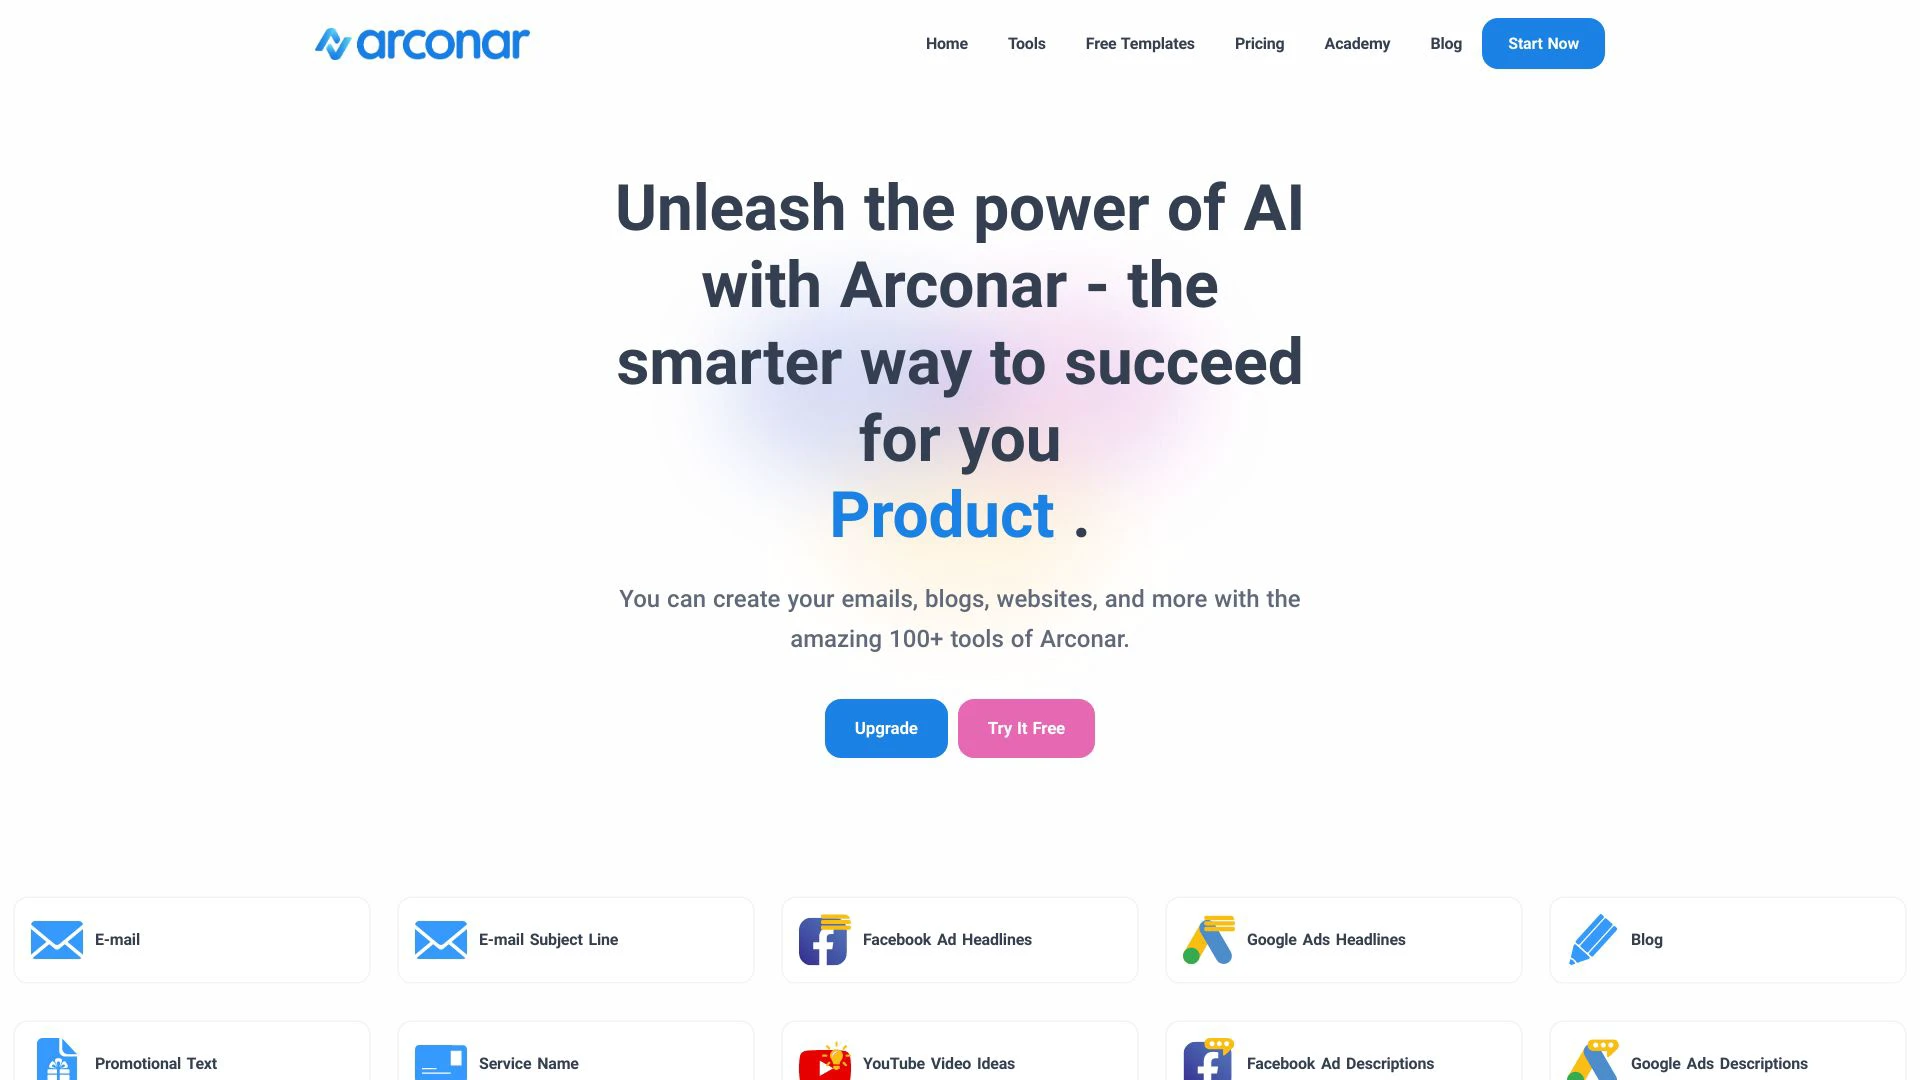 arconar
Home
Tools
Free Templates
Pricing
Academy
Blog
Start Now
Unleash the power of AI
with Arconar - the
smarter way to succeed
for you
Product .
You can create your emails, blogs, websites, and more with the
amazing 100+ tools of Arconar.
Upgrade
Try It Free
E-mail
E-mail Subject Line
Facebook Ad Headlines
Google Ads Headlines
Blog
Promotional Text
Service Name
YouTube Video Ideas
Facebook Ad Descriptions
Google Ads Descriptions